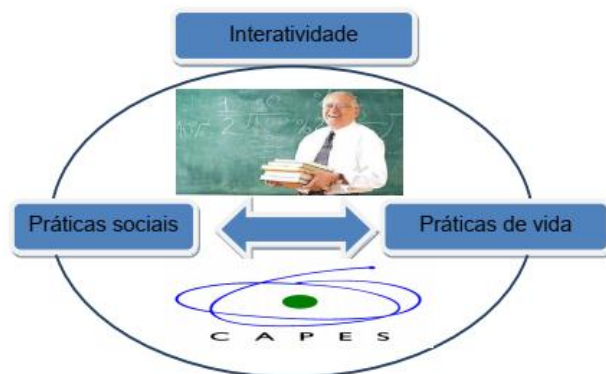 Interatividade
Práticas sociais
Práticas de vida
C A P E S